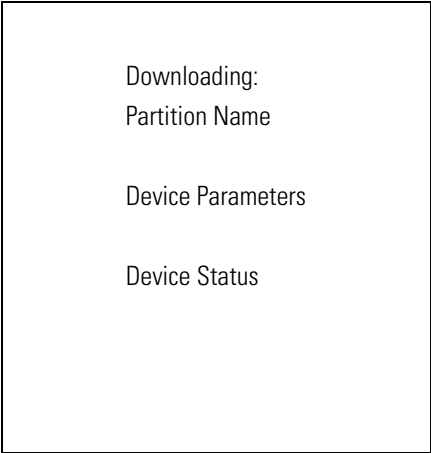 Downloading:
Partition Name
Device Parameters
Device Status